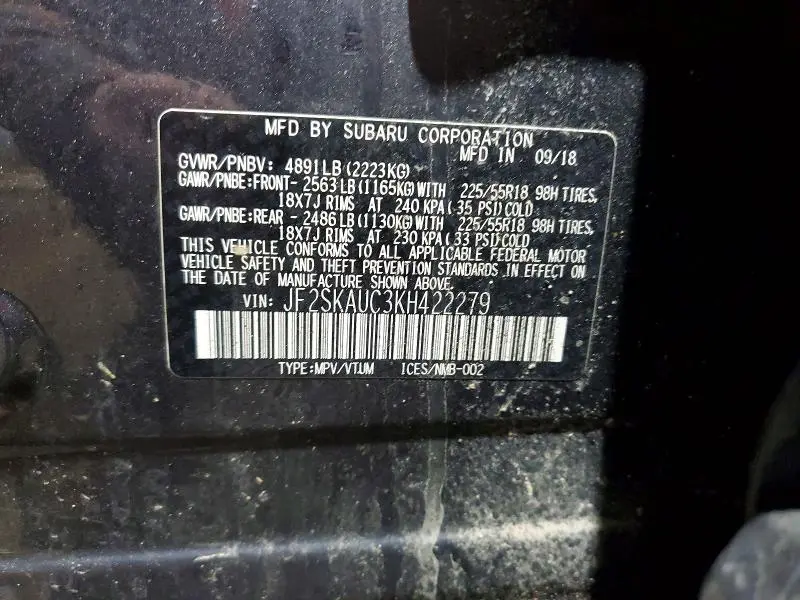 MFD BY SUBARU CORPORATION
MFD IN 09/18
GVWR/PNBV: 4891LB(2223KG)
GAWR/PNBE:FRONT- 2563LB(1165KG)WITH 225/55R18 98H TIRES,
18X7J RIMS AT 240 KPA(35 PSI)COLD
GAWR/PNBE:REAR - 2486LB(1130KG)WITH 225/55R18 98H TIRES,
18X7J RIMS AT 230 KPA(33 PSI)COLD
THIS VEHICLE CONFORMS TO ALL APPLICABLE FEDERAL MOTOR
VEHICLE SAFETY AND THEFT PREVENTION STANDARDS IN EFFECT ON
THE DATE OF MANUFACTURE SHOWN ABOVE.
VIN: JF2SKAUC3KH422279
TYPE:MPV/VTUM ICES/NMB-002